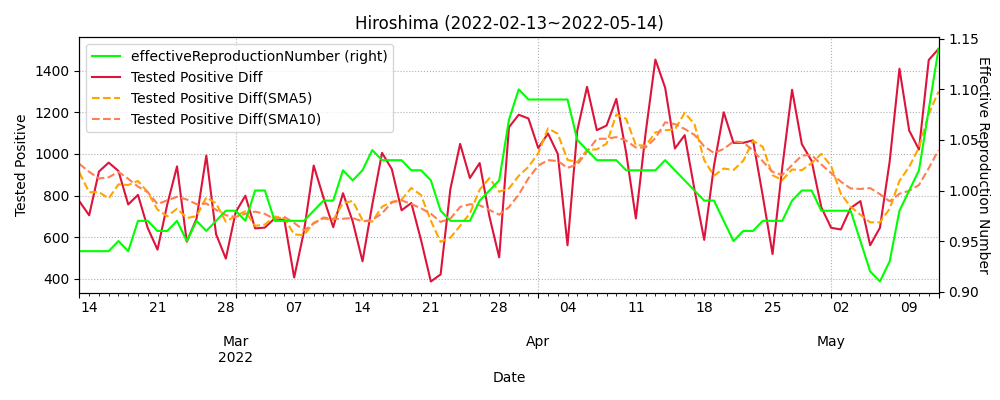 Hiroshima (2022-02-13~2022-05-14)
effectiveReproductionNumber (right)
Tested Positive Diff
Tested Positive Diff(SMA5)
Tested Positive Diff(SMA10)
Tested Positive
1400
1200
1000
800
600
400
1.15
1.10
1.05
1.00
0.95
0.90
Effective Reproduction Number
14 21 28 07 14 21 28 04 11 18 25 02 09
Mar Apr May
2022
Date